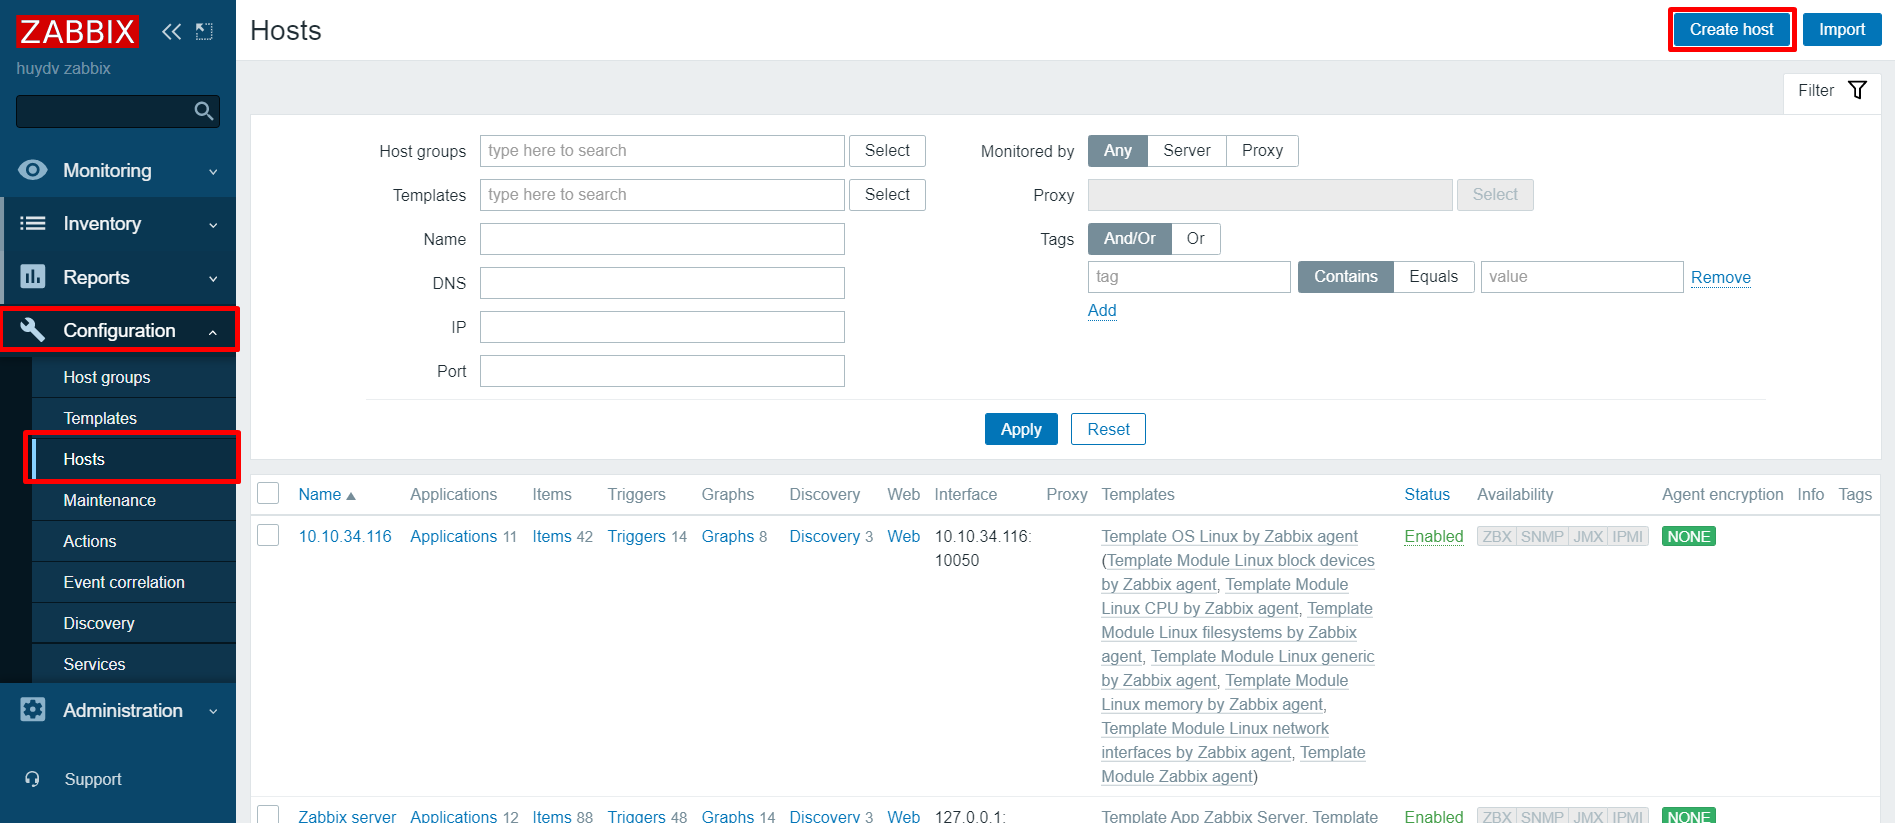 ZABBIX
huydv zabbix
Monitoring
Inventory
Reports
Configuration
Host groups
Templates
Hosts
Maintenance
Actions
Event correlation
Discovery
Services
Administration
Support
Hosts
Create host Import
Filter
Host groups type here to search Select
Templates type here to search Select
Name
DNS
IP
Port
Monitored by Any Server Proxy
Proxy Select
Tags And/Or Or
tag Contains Equals value Remove
Add
Apply Reset
Name Applications Items Triggers Graphs Discovery Web Interface Proxy Templates Status Availability Agent encryption Info Tags
10.10.34.116 Applications 11 Items 42 Triggers 14 Graphs 8 Discovery 3 Web 10.10.34.116: Template OS Linux by Zabbix agent Enabled ZBX SNMP JMX IPMI NONE
10050 (Template Module Linux block devices
by Zabbix agent, Template Module
Linux CPU by Zabbix agent, Template
Module Linux filesystems by Zabbix
agent, Template Module Linux generic
by Zabbix agent, Template Module
Linux memory by Zabbix agent,
Template Module Linux network
interfaces by Zabbix agent, Template
Module Zabbix agent)
Zabbix server Applications 12 Items 88 Triggers 48 Graphs 14 Discovery 3 Web 127.0.0.1: Template App Zabbix Server, Template Enabled ZBX SNMP JMX IPMI NONE